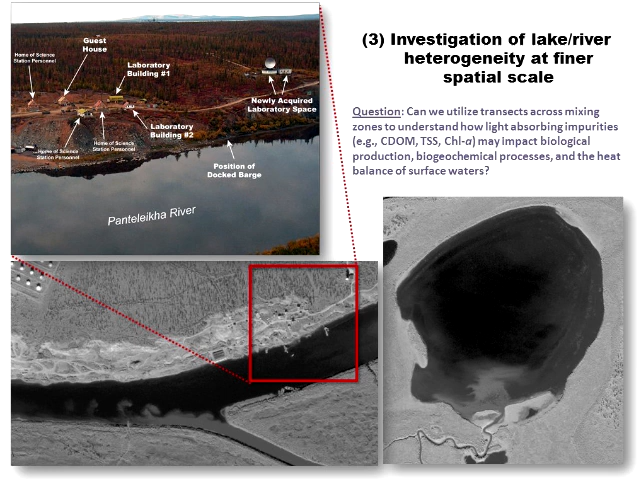 (3) Investigation of lake/river
heterogeneity at finer
spatial scale
Question: Can we utilize transects across mixing
zones to understand how light absorbing impurities
(e.g., CDOM, TSS, Chl-a) may impact biological
production, biogeochemical processes, and the heat
balance of surface waters?
Guest
House
Home of Science
Station Personnel
Laboratory
Building #1
Newly Acquired
Laboratory Space
Laboratory
Building #2
Home of Science
Station Personnel
Home of Science
Station Personnel
Position of
Docked Barge
Panteleikha River